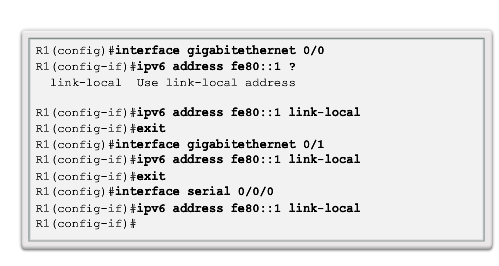 R1(config)#interface gigabitethernet 0/0
R1(config-if)#ipv6 address fe80::1 ?
  link-local  Use link-local address
R1(config-if)#ipv6 address fe80::1 link-local
R1(config-if)#exit
R1(config)#interface gigabitethernet 0/1
R1(config-if)#ipv6 address fe80::1 link-local
R1(config-if)#exit
R1(config)#interface serial 0/0/0
R1(config-if)#ipv6 address fe80::1 link-local
R1(config-if)#